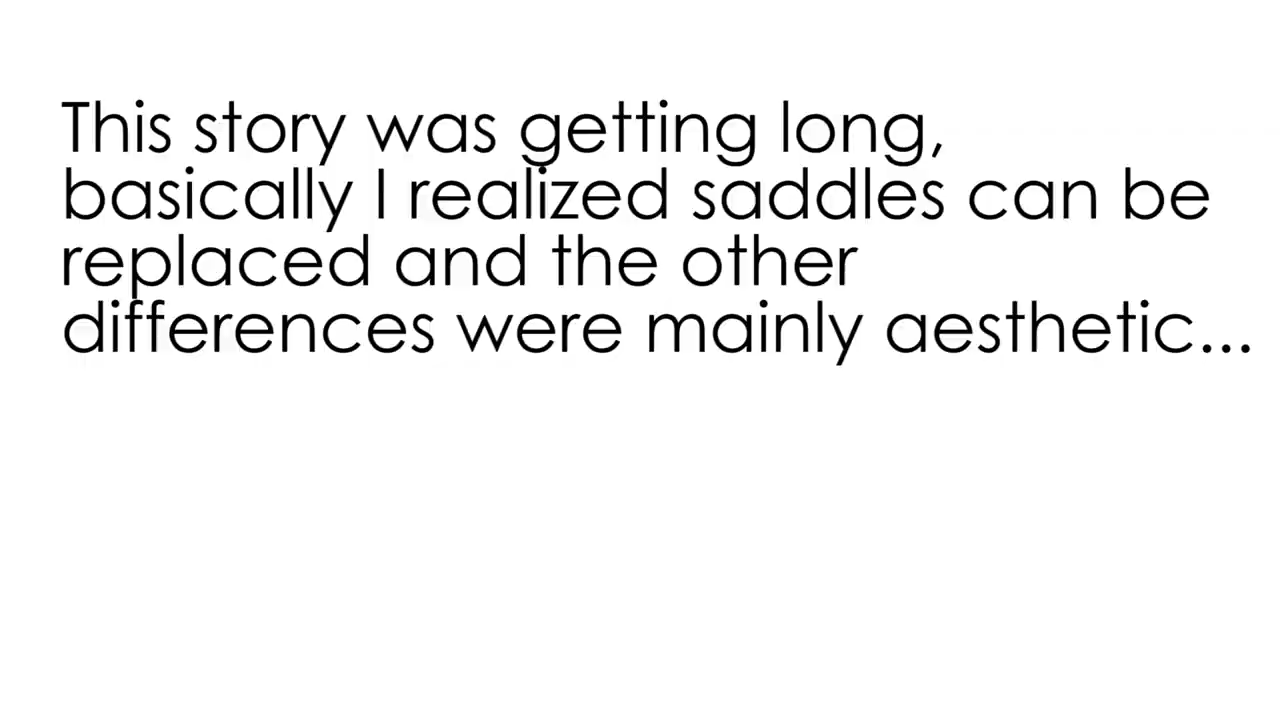 This story was getting long,
basically I realized saddles can be
replaced and the other
differences were mainly aesthetic...